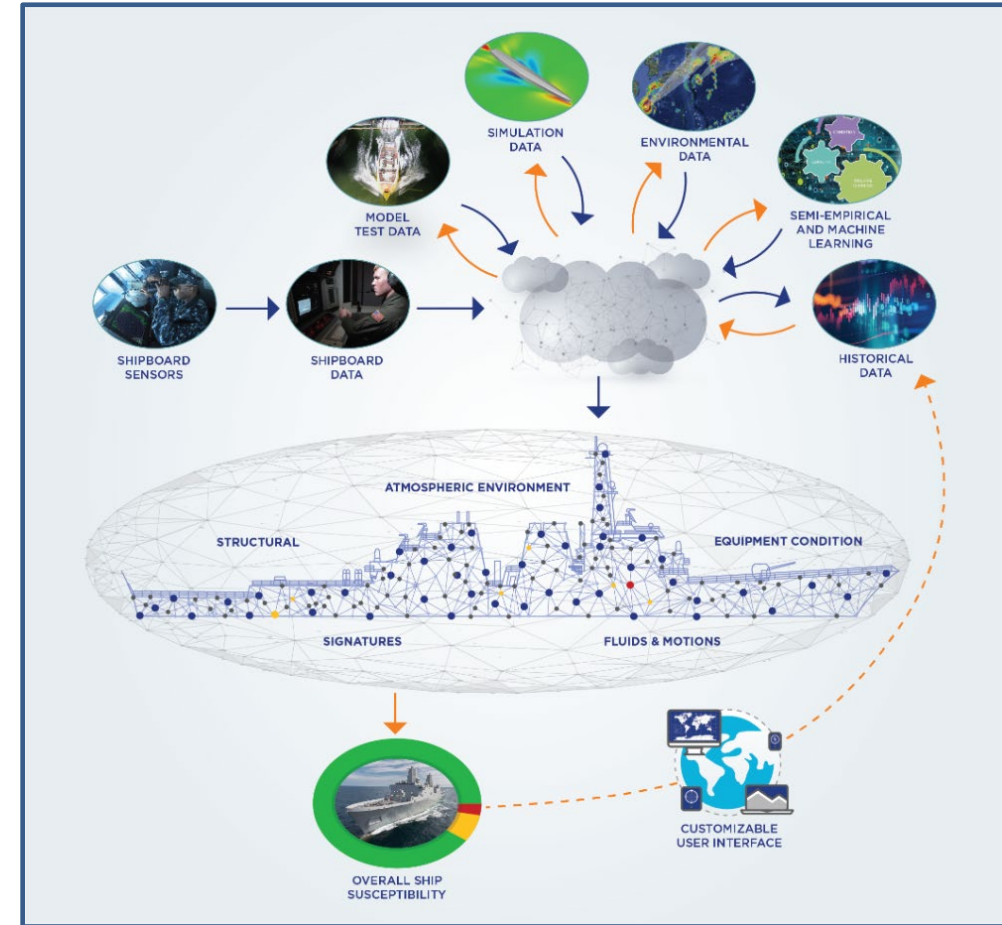 SIMULATION
DATA
ENVIRONMENTAL
DATA
MODEL
TEST DATA
SEMI-EMPIRICAL
AND MACHINE
LEARNING
SHIPBOARD
SENSORS
SHIPBOARD
DATA
HISTORICAL
DATA
ATMOSPHERIC ENVIRONMENT
STRUCTURAL
EQUIPMENT CONDITION
SIGNATURES
FLUIDS & MOTIONS
OVERALL SHIP
SUSCEPTIBILITY
CUSTOMIZABLE
USER INTERFACE